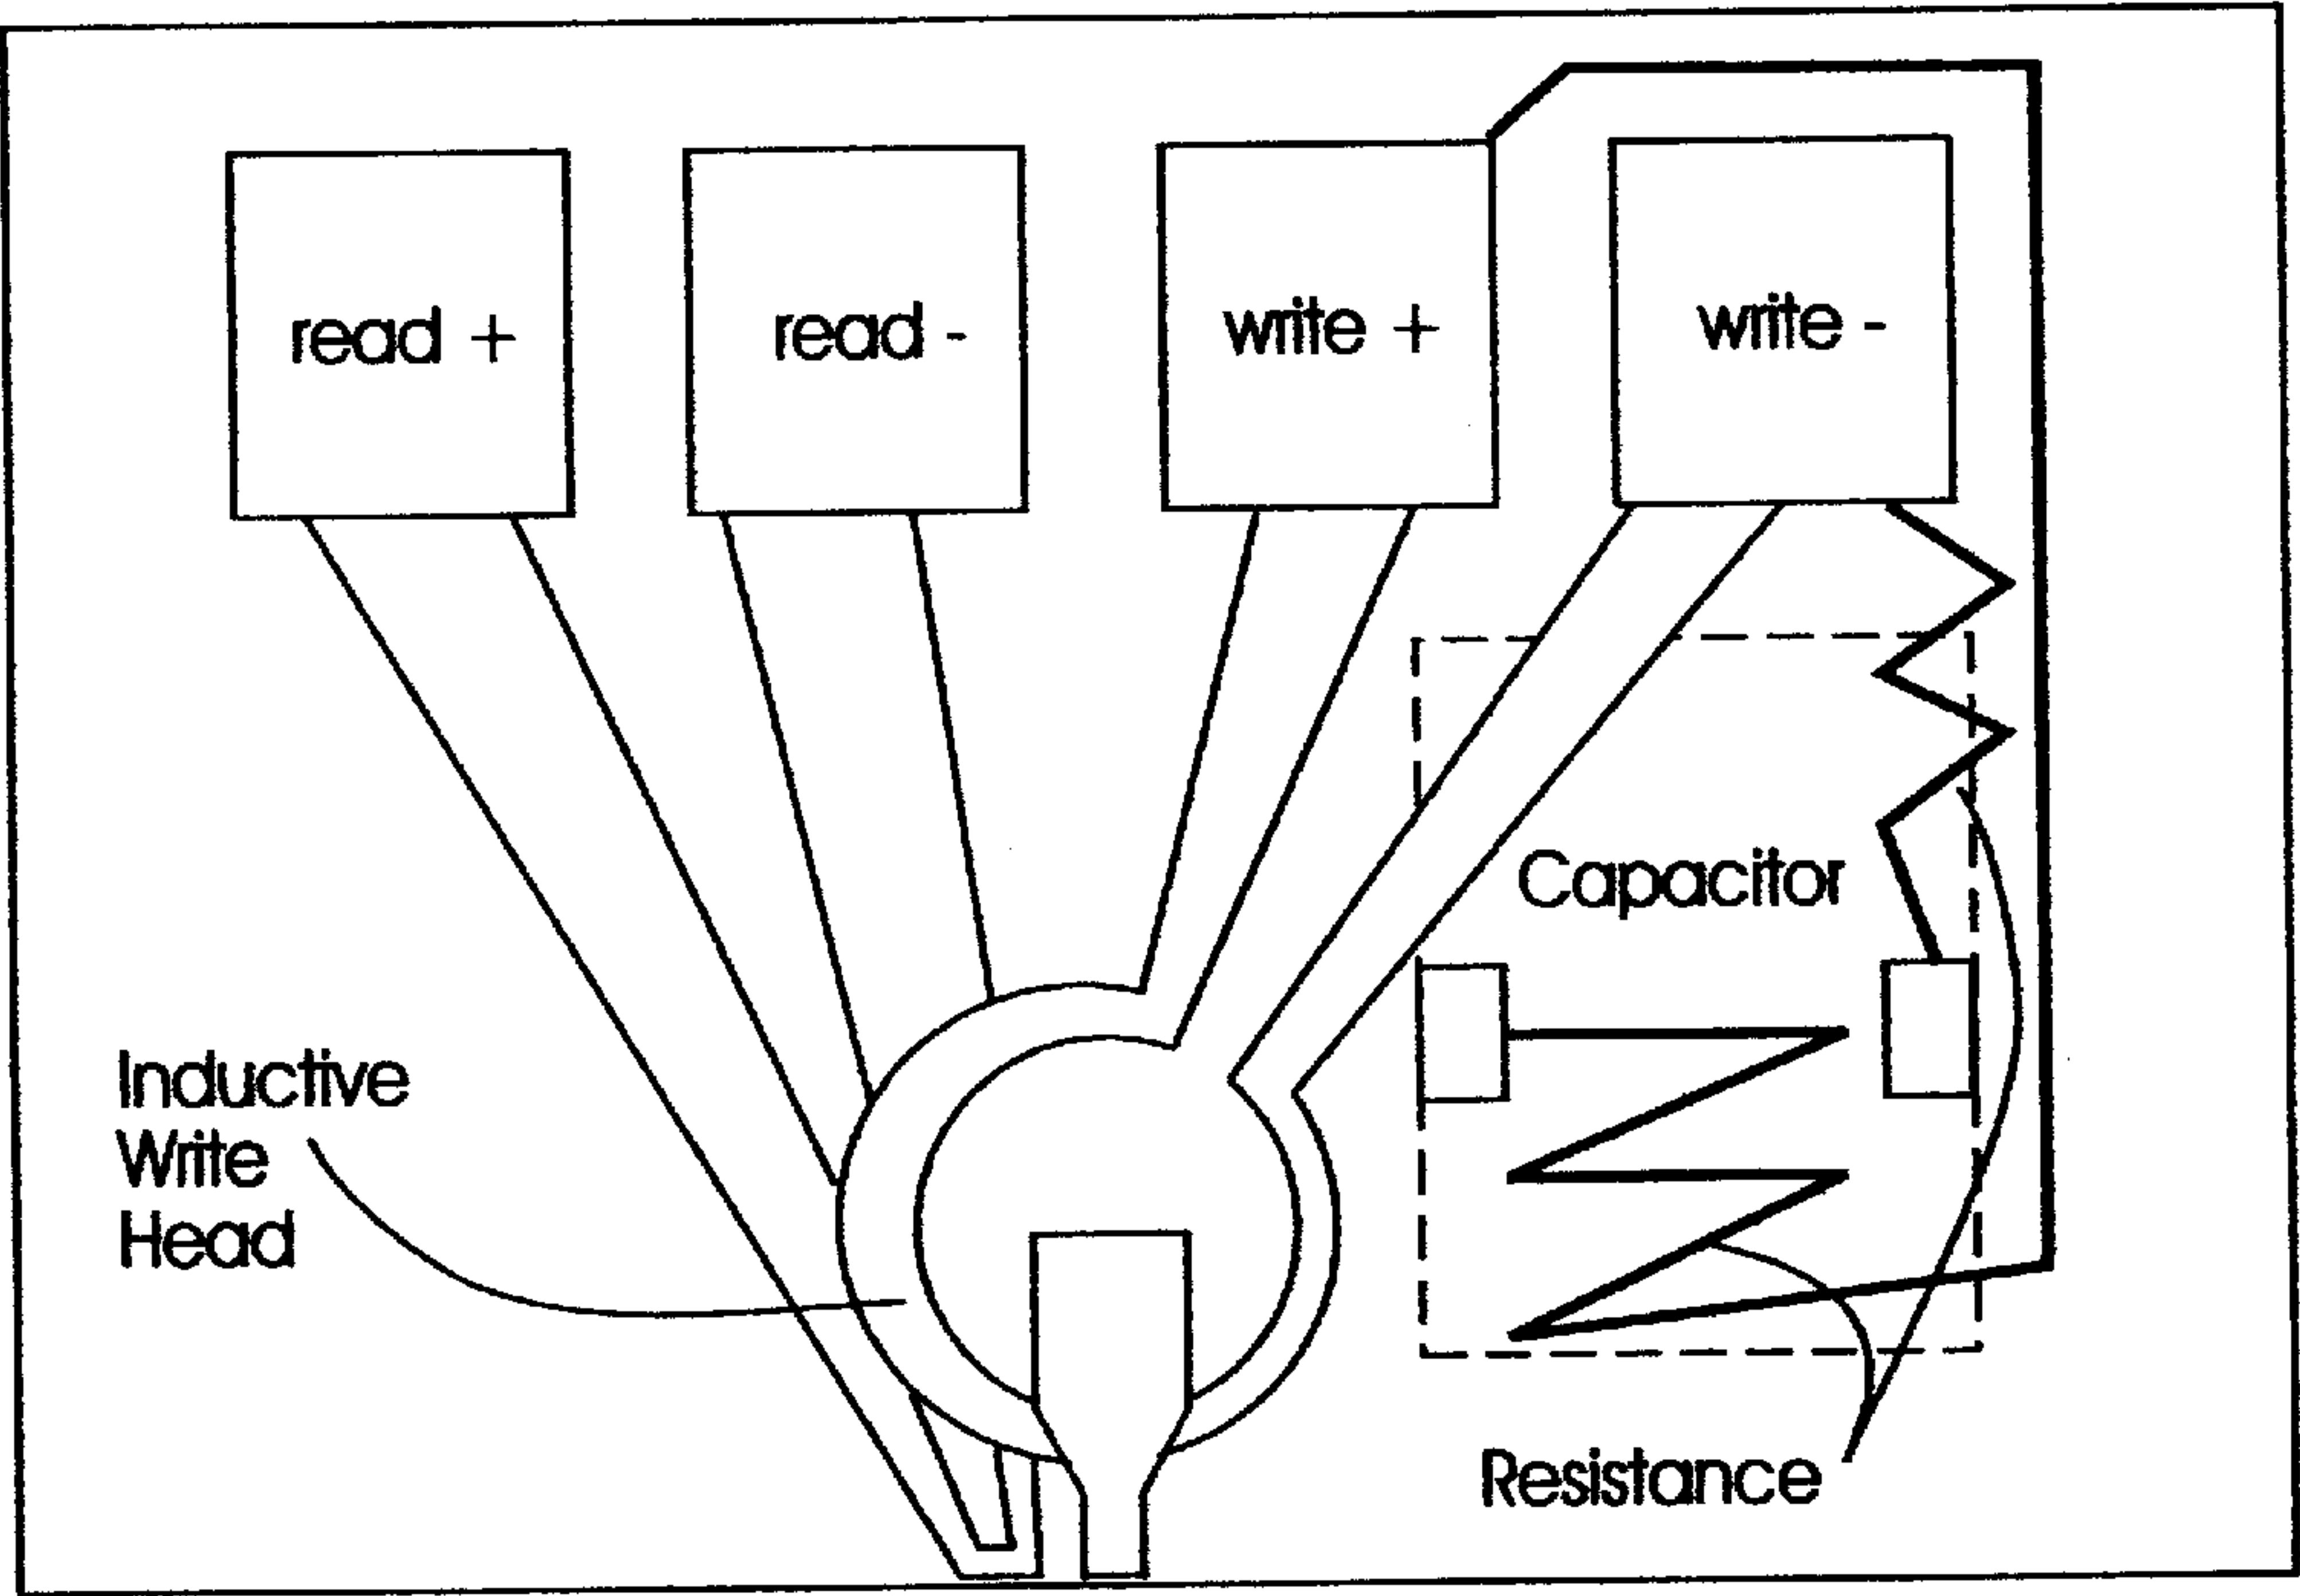 read +
read -
write +
write -
Capacitor
Inductive
Write
Head
Resistance